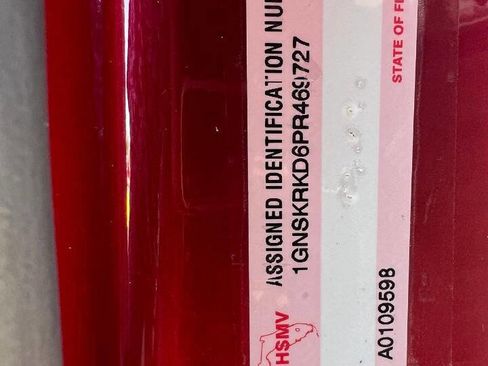 ASSIGNED IDENTIFICATION NU
1GNSKRKD6PR469727
STATE OF F
HSMV
A0109598